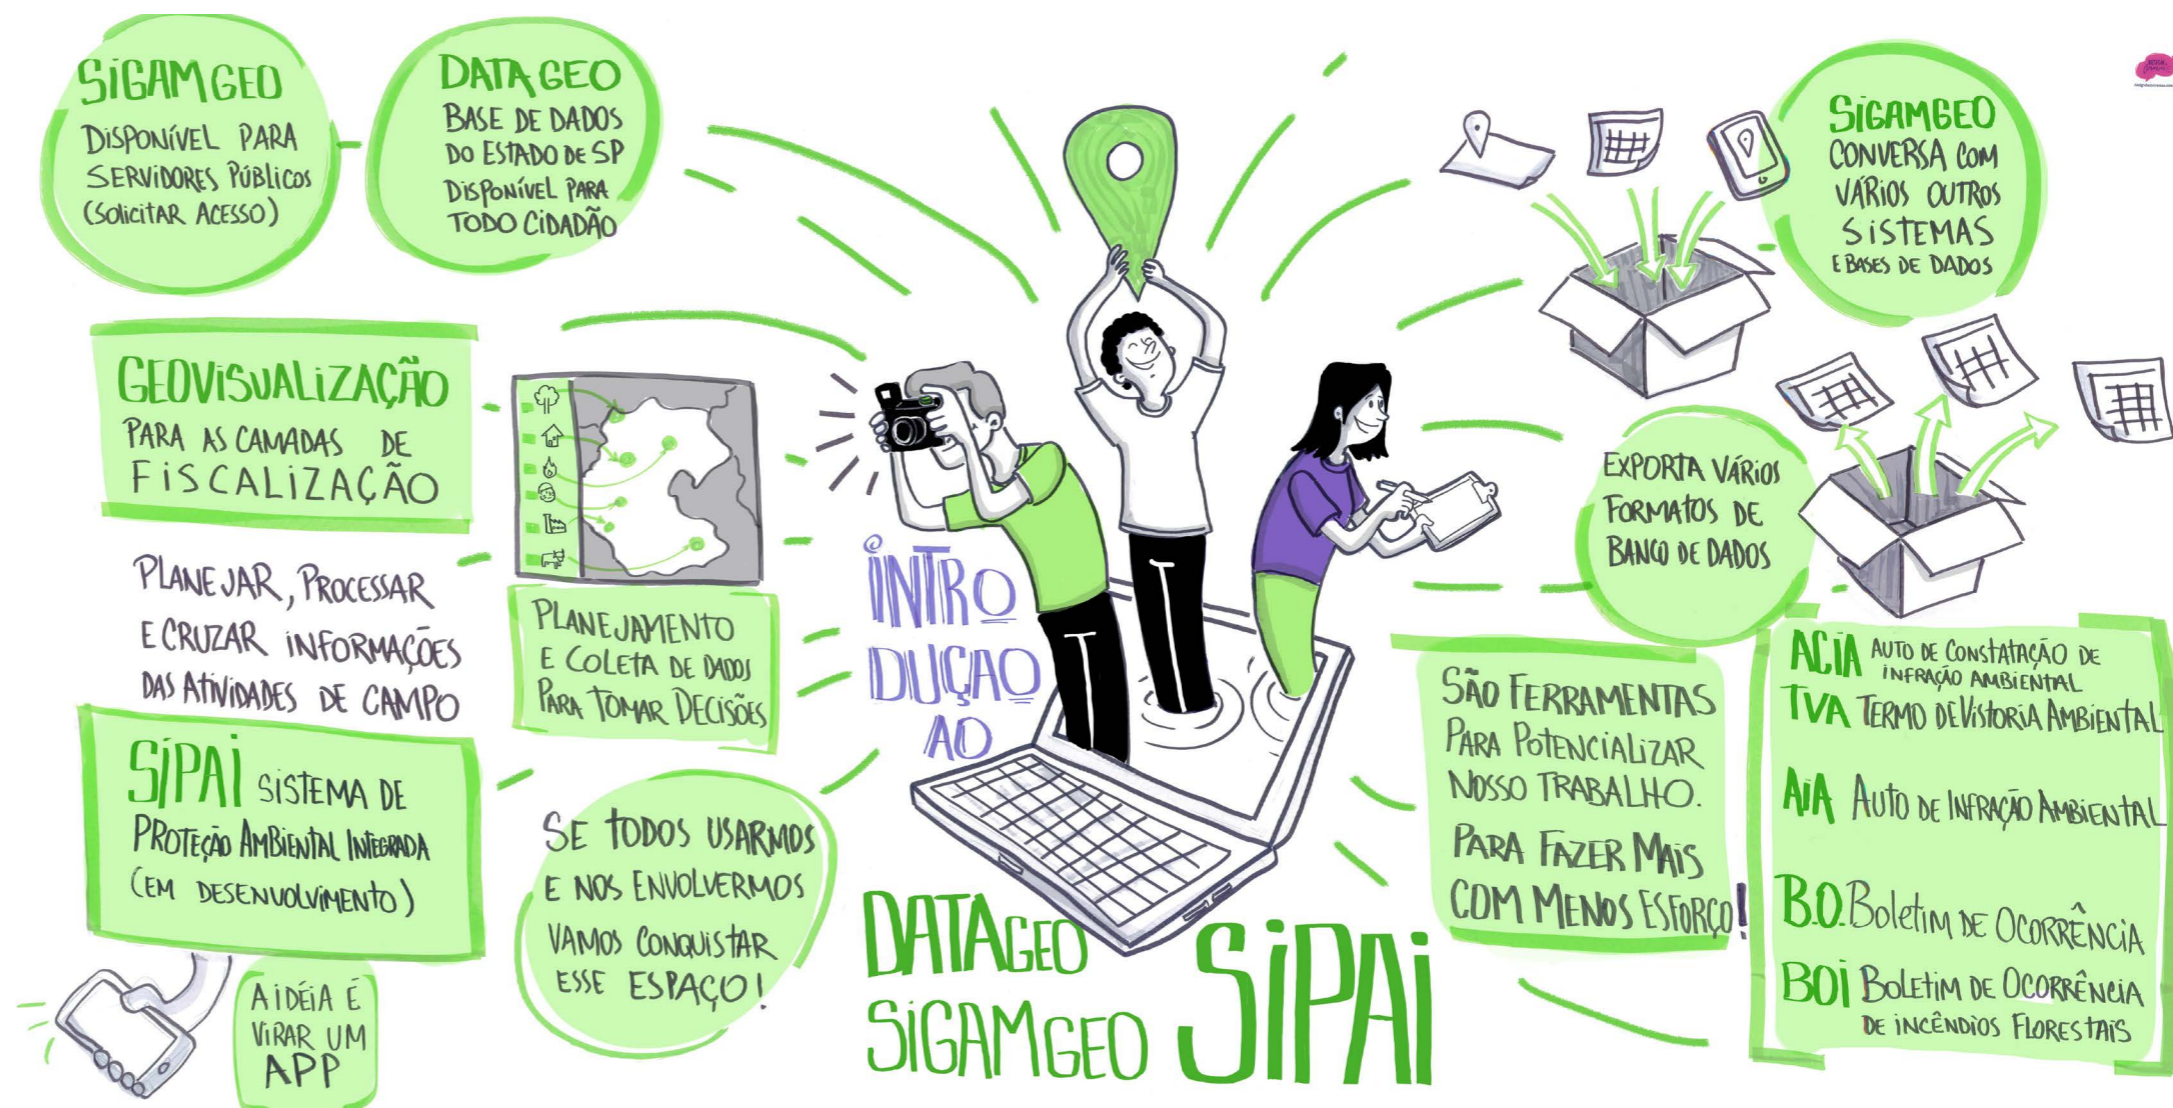 SIGAMGEO
DISPONÍVEL PARA
SERVIDORES PÚBLICOS
(SOLICITAR ACESSO)
DATAGEO
BASE DE DADOS
DO ESTADO DE SP
DISPONÍVEL PARA
TODO CIDADÃO
GEOVISUALIZAÇÃO
PARA AS CAMADAS DE
FISCALIZAÇÃO
PLANEJAR, PROCESSAR
E CRUZAR INFORMAÇÕES
DAS ATIVIDADES DE CAMPO
SIPAI SISTEMA DE
PROTEÇÃO AMBIENTAL INTEGRADA
(EM DESENVOLVIMENTO)
A IDÉIA É
VIRAR UM
APP
PLANEJAMENTO
E COLETA DE DADOS
PARA TOMAR DECISÕES
SE TODOS USARMOS
E NOS ENVOLVERMOS
VAMOS CONQUISTAR
ESSE ESPAÇO!
INTRO
DUÇAO
AO
DATAGEO
SIGAMGEO
SIPAI
SIGAMGEO
CONVERSA COM
VÁRIOS OUTROS
SISTEMAS
E BASES DE DADOS
EXPORTA VÁRIOS
FORMATOS DE
BANCO DE DADOS
SÃO FERRAMENTAS
PARA POTENCIALIZAR
NOSSO TRABALHO.
PARA FAZER MAIS
COM MENOS ESFORÇO!
ACIA AUTO DE CONSTATAÇÃO DE
INFRAÇÃO AMBIENTAL
TVA TERMO DE VISTORIA AMBIENTAL
AIA AUTO DE INFRAÇÃO AMBIENTAL
B.O. BOLETIM DE OCORRÊNCIA
BOI BOLETIM DE OCORRÊNCIA
DE INCÊNDIOS FLORESTAIS